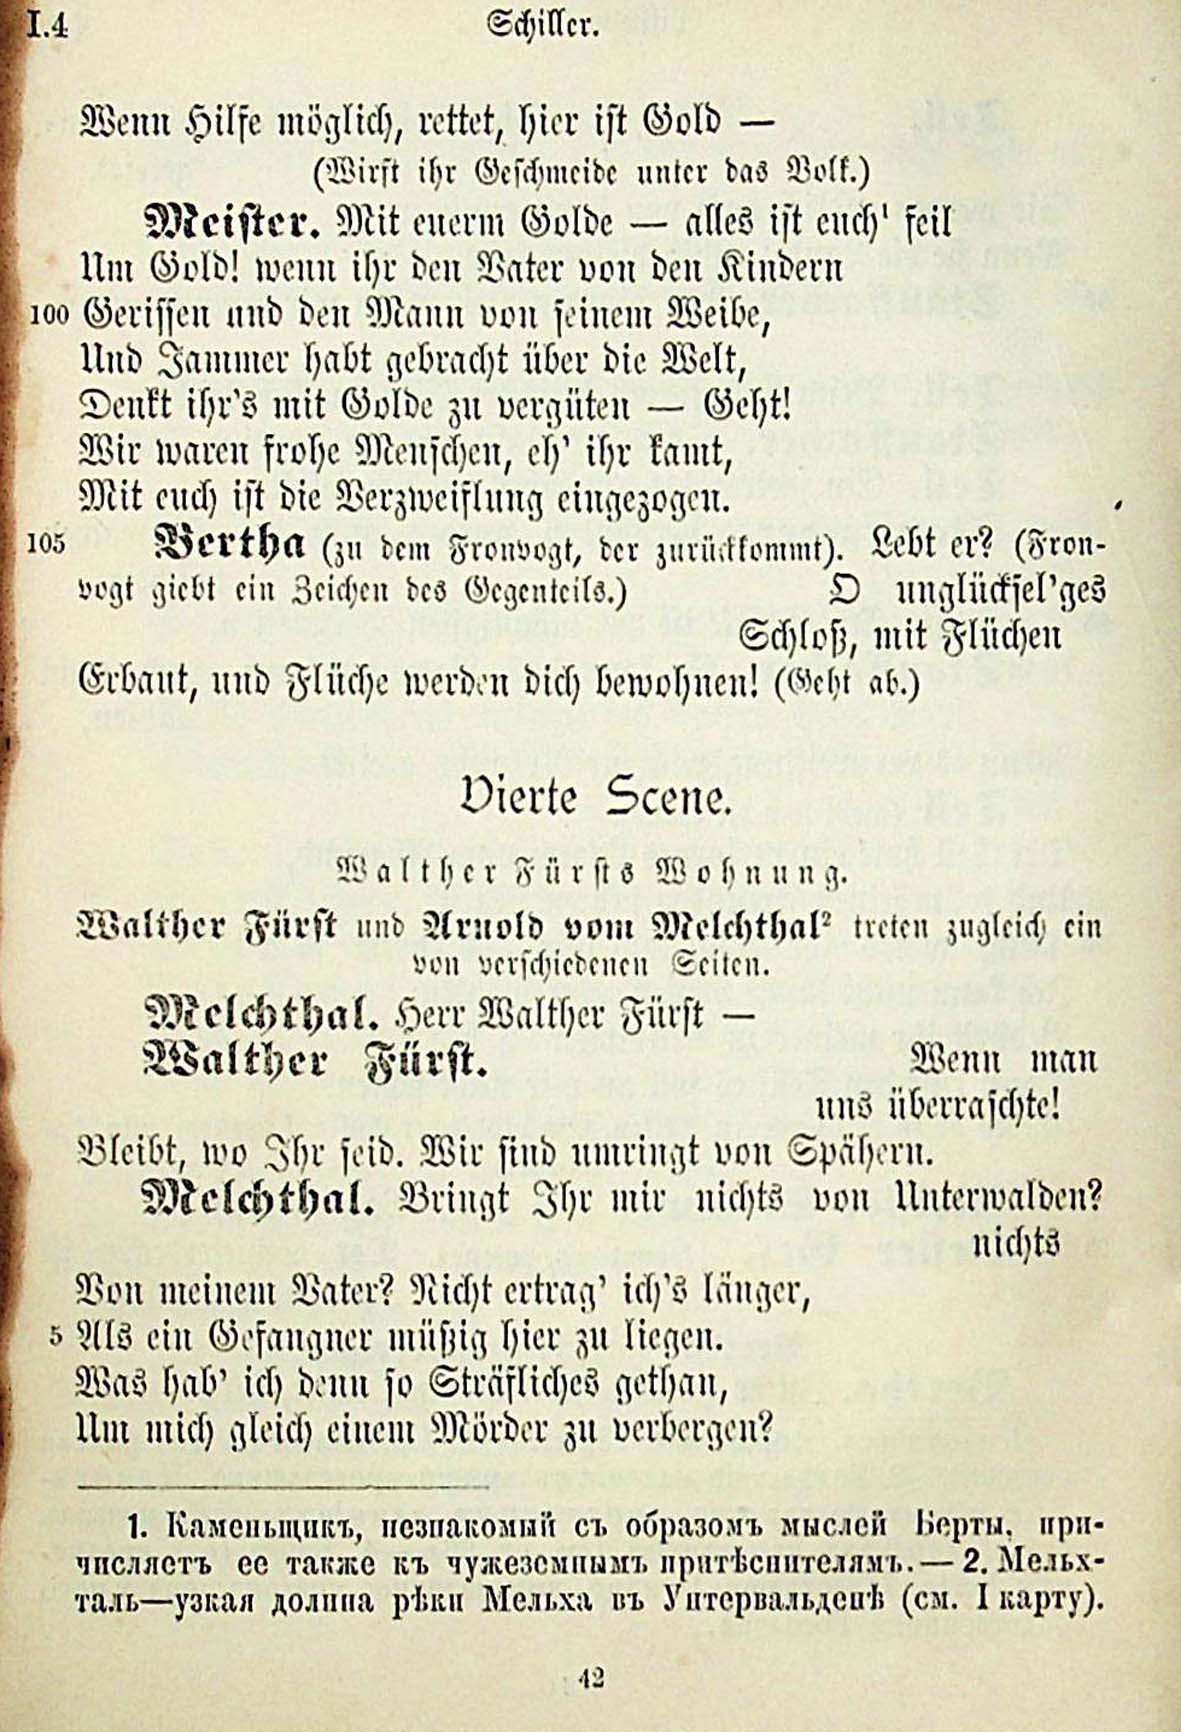 I.4
Schiller.
Wenn Hilfe möglich, rettet, hier ist Gold —
(Wirft ihr Geschmeide unter das Volk.)
Meister. Mit euerm Golde — alles ist euch¹ feil
Um Gold! wenn ihr den Vater von den Kindern
100 Gerissen und den Mann von seinem Weibe,
Und Jammer habt gebracht über die Welt,
Denkt ihr's mit Golde zu vergüten — Geht!
Wir waren frohe Menschen, eh' ihr kamt,
Mit euch ist die Verzweiflung eingezogen.
105 Bertha (zu dem Fronvogt, der zurückkommt). Lebt er? (Fron-
vogt giebt ein Zeichen des Gegenteils.) O unglücksel'ges
Schloß, mit Flüchen
Erbaut, und Flüche werden dich bewohnen! (Geht ab.)
Vierte Scene.
Walther Fürsts Wohnung.
Walther Fürst und Arnold vom Melchthal² treten zugleich ein
von verschiedenen Seiten.
Melchthal. Herr Walther Fürst —
Walther Fürst. Wenn man
uns überraschte!
Bleibt, wo Ihr seid. Wir sind umringt von Spähern.
Melchthal. Bringt Ihr mir nichts von Unterwalden?
nichts
Von meinem Vater? Nicht ertrag' ich's länger,
5 Als ein Gefangner müßig hier zu liegen.
Was hab' ich denn so Sträfliches gethan,
Um mich gleich einem Mörder zu verbergen?
1. Каменьщикъ, незнакомый съ образомъ мыслей Берты, при-
числяетъ ее также къ чужеземнымъ притѣснителямъ.— 2. Мельх-
таль—узкая долина рѣки Мельха въ Унтервальденѣ (см. I карту).
42